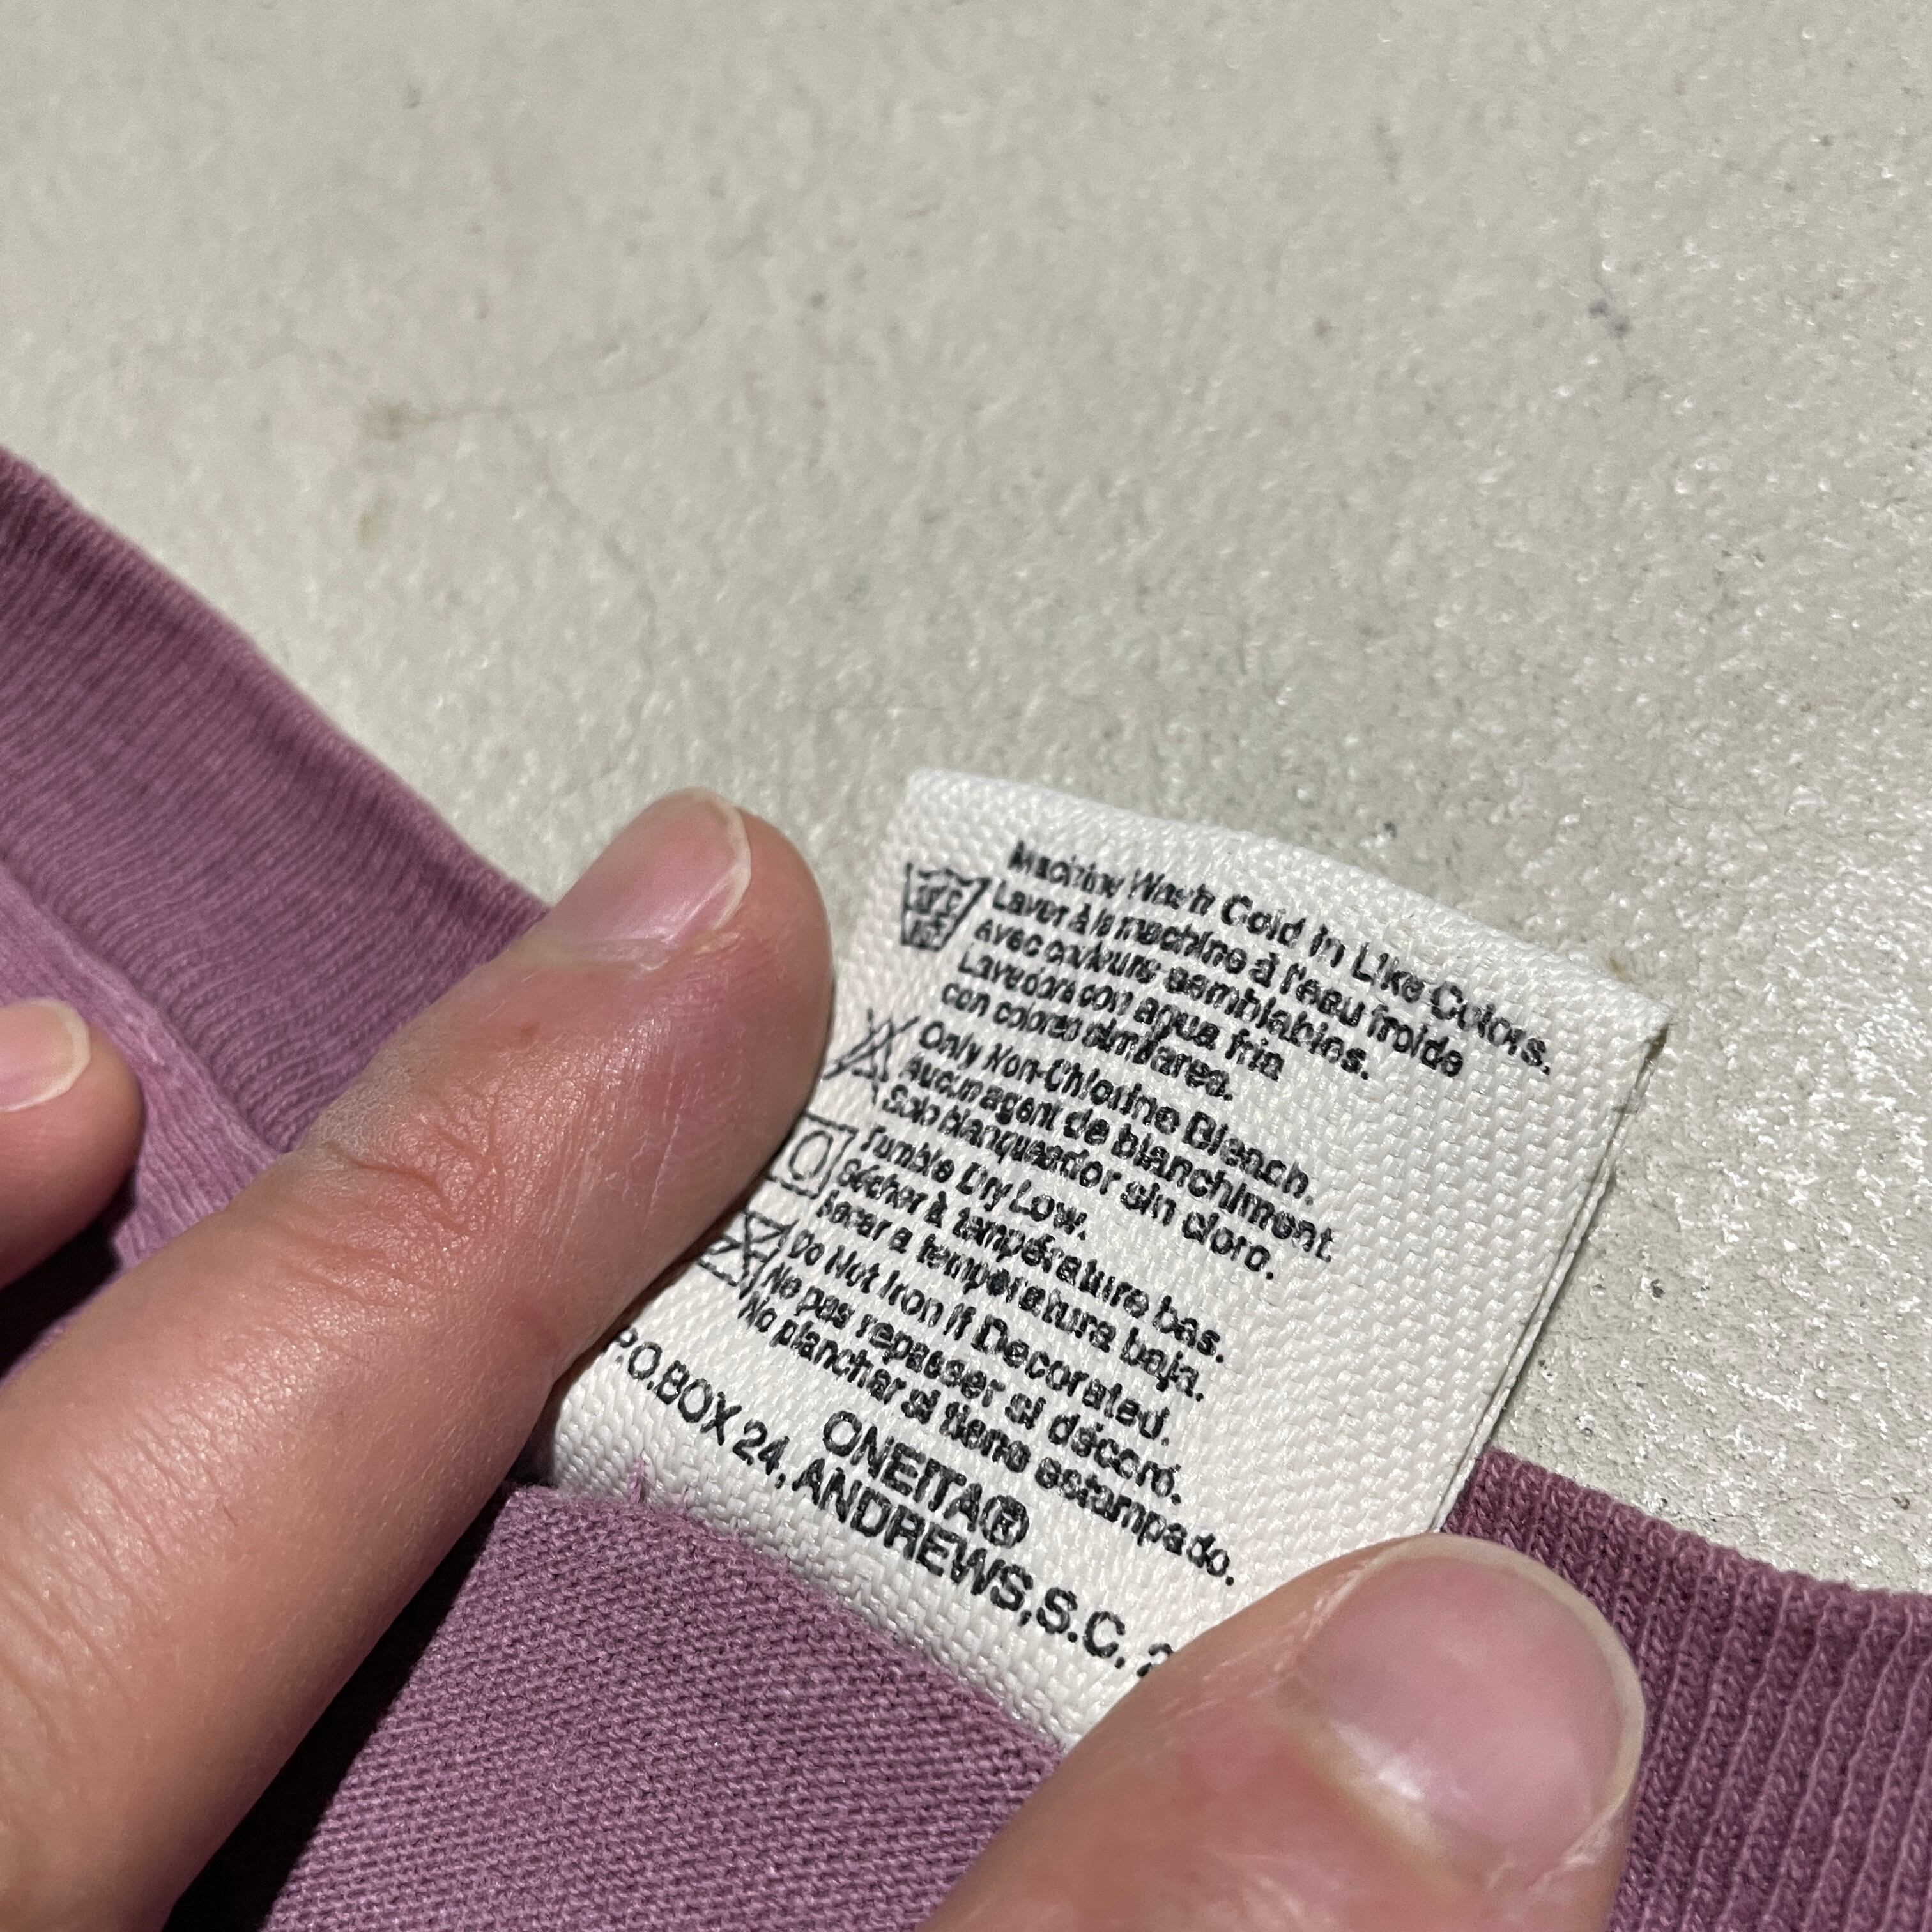 Machine Wash Cold in Like Colors.
Laver à la machine à l'eau froide
avec couleurs semblables.
Lavedora con agua fria
con colores similares.
Only Non-Chlorine Bleach.
Aucun agent de blanchiment.
Solo blanqueador sin cloro.
Tumble Dry Low.
Sécher à température bas.
Secar a temperatura baja.
Do Not Iron If Decorated.
Ne pas repasser si décoré.
No planchar si tiene estampado.
ONEITA®
P.O.BOX 24, ANDREWS,S.C.